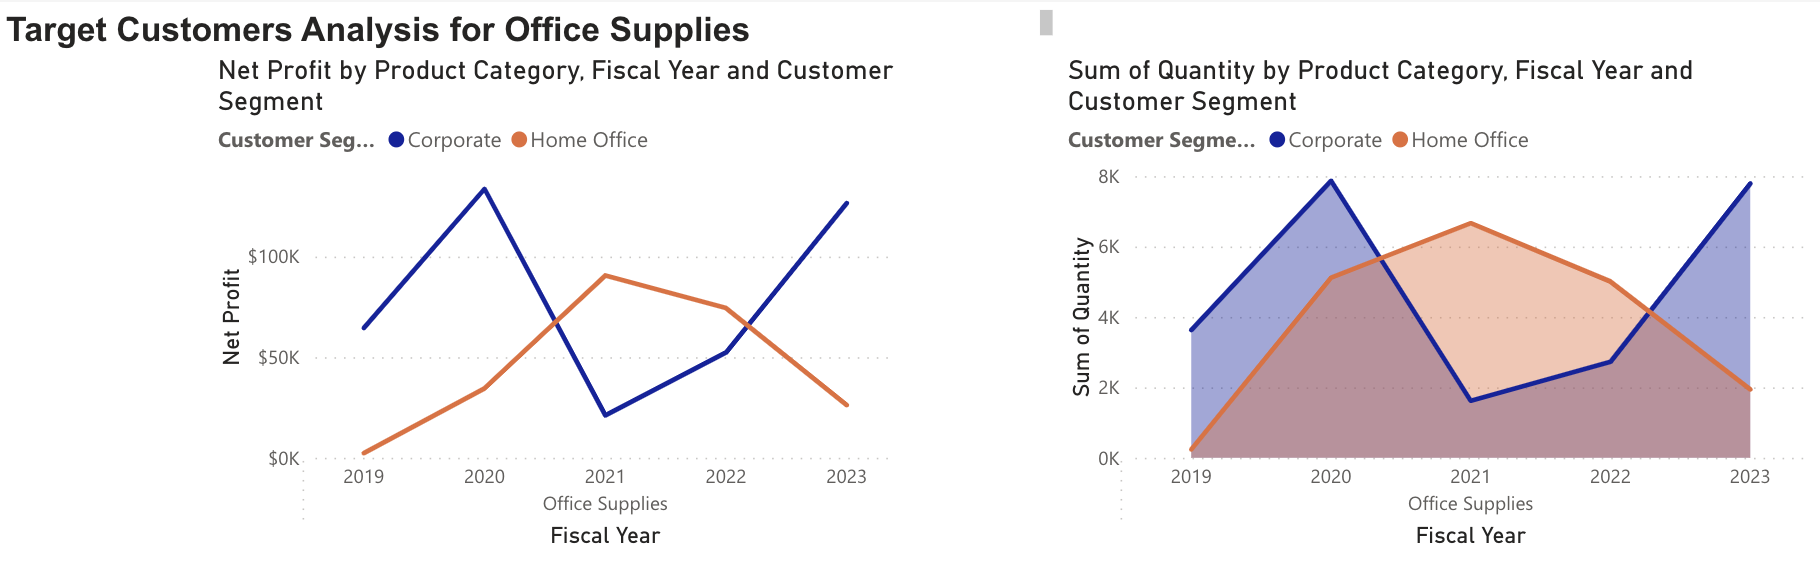 Target Customers Analysis for Office Supplies
Net Profit by Product Category, Fiscal Year and Customer
Segment
Customer Seg... Corporate Home Office
$100K
$50K
$0K
Net Profit
2019 2020 2021 2022 2023
Office Supplies
Fiscal Year
Sum of Quantity by Product Category, Fiscal Year and
Customer Segment
Customer Segme... Corporate Home Office
8K
6K
4K
2K
0K
Sum of Quantity
2019 2020 2021 2022 2023
Office Supplies
Fiscal Year